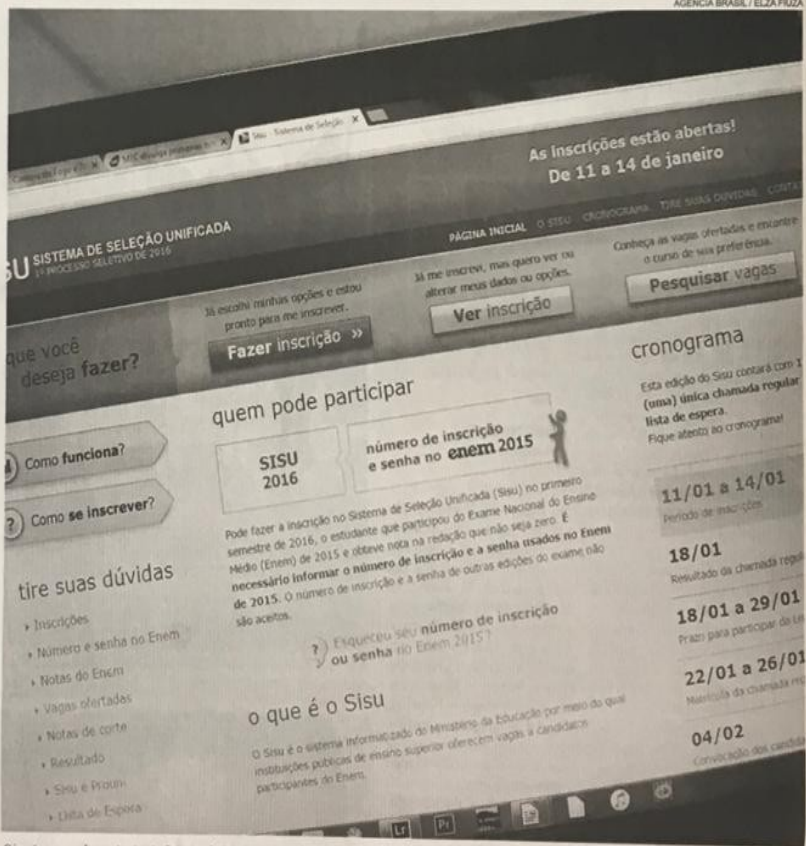 AGÊNCIA BRASIL / ELZA FIUZA
Sisu - Sistema de Seleção
As inscrições estão abertas!
De 11 a 14 de janeiro
SU SISTEMA DE SELEÇÃO UNIFICADA
1º PROCESSO SELETIVO DE 2016
PÁGINA INICIAL O SISU CRONOGRAMA TIRE SUAS DÚVIDAS CONTA
que você
deseja fazer?
Já escolhi minhas opções e estou
pronto para me inscrever.
Fazer inscrição »
Já me inscrevi, mas quero ver ou
alterar meus dados ou opções.
Ver inscrição
Conheça as vagas ofertadas e encontre
o curso de sua preferência.
Pesquisar vagas
Como funciona?
? Como se inscrever?
tire suas dúvidas
Inscrições
Número e senha no Enem
Notas do Enem
Vagas ofertadas
Notas de corte
Resultado
Sisu e Prouni
Lista de Espera
quem pode participar
SISU
2016
número de inscrição
e senha no enem 2015
Pode fazer a inscrição no Sistema de Seleção Unificada (Sisu) no primeiro
semestre de 2016, o estudante que participou do Exame Nacional do Ensino
Médio (Enem) de 2015 e obteve nota na redação que não seja zero. É
necessário informar o número de inscrição e a senha usados no Enem
de 2015. O número de inscrição e a senha de outras edições do exame não
são aceitos.
? Esqueceu seu número de inscrição
ou senha no Enem 2015?
o que é o Sisu
O Sisu é o sistema informatizado do Ministério da Educação por meio do qual
instituições públicas de ensino superior oferecem vagas a candidatos
participantes do Enem.
cronograma
Esta edição do Sisu contará com 1
(uma) única chamada regular
lista de espera.
Fique atento ao cronograma!
11/01 a 14/01
Período de inscrições
18/01
Resultado da chamada regul
18/01 a 29/01
Prazo para participar da Lis
22/01 a 26/01
Matrícula da chamada reg
04/02
Convocação dos candida
Lr
Pr